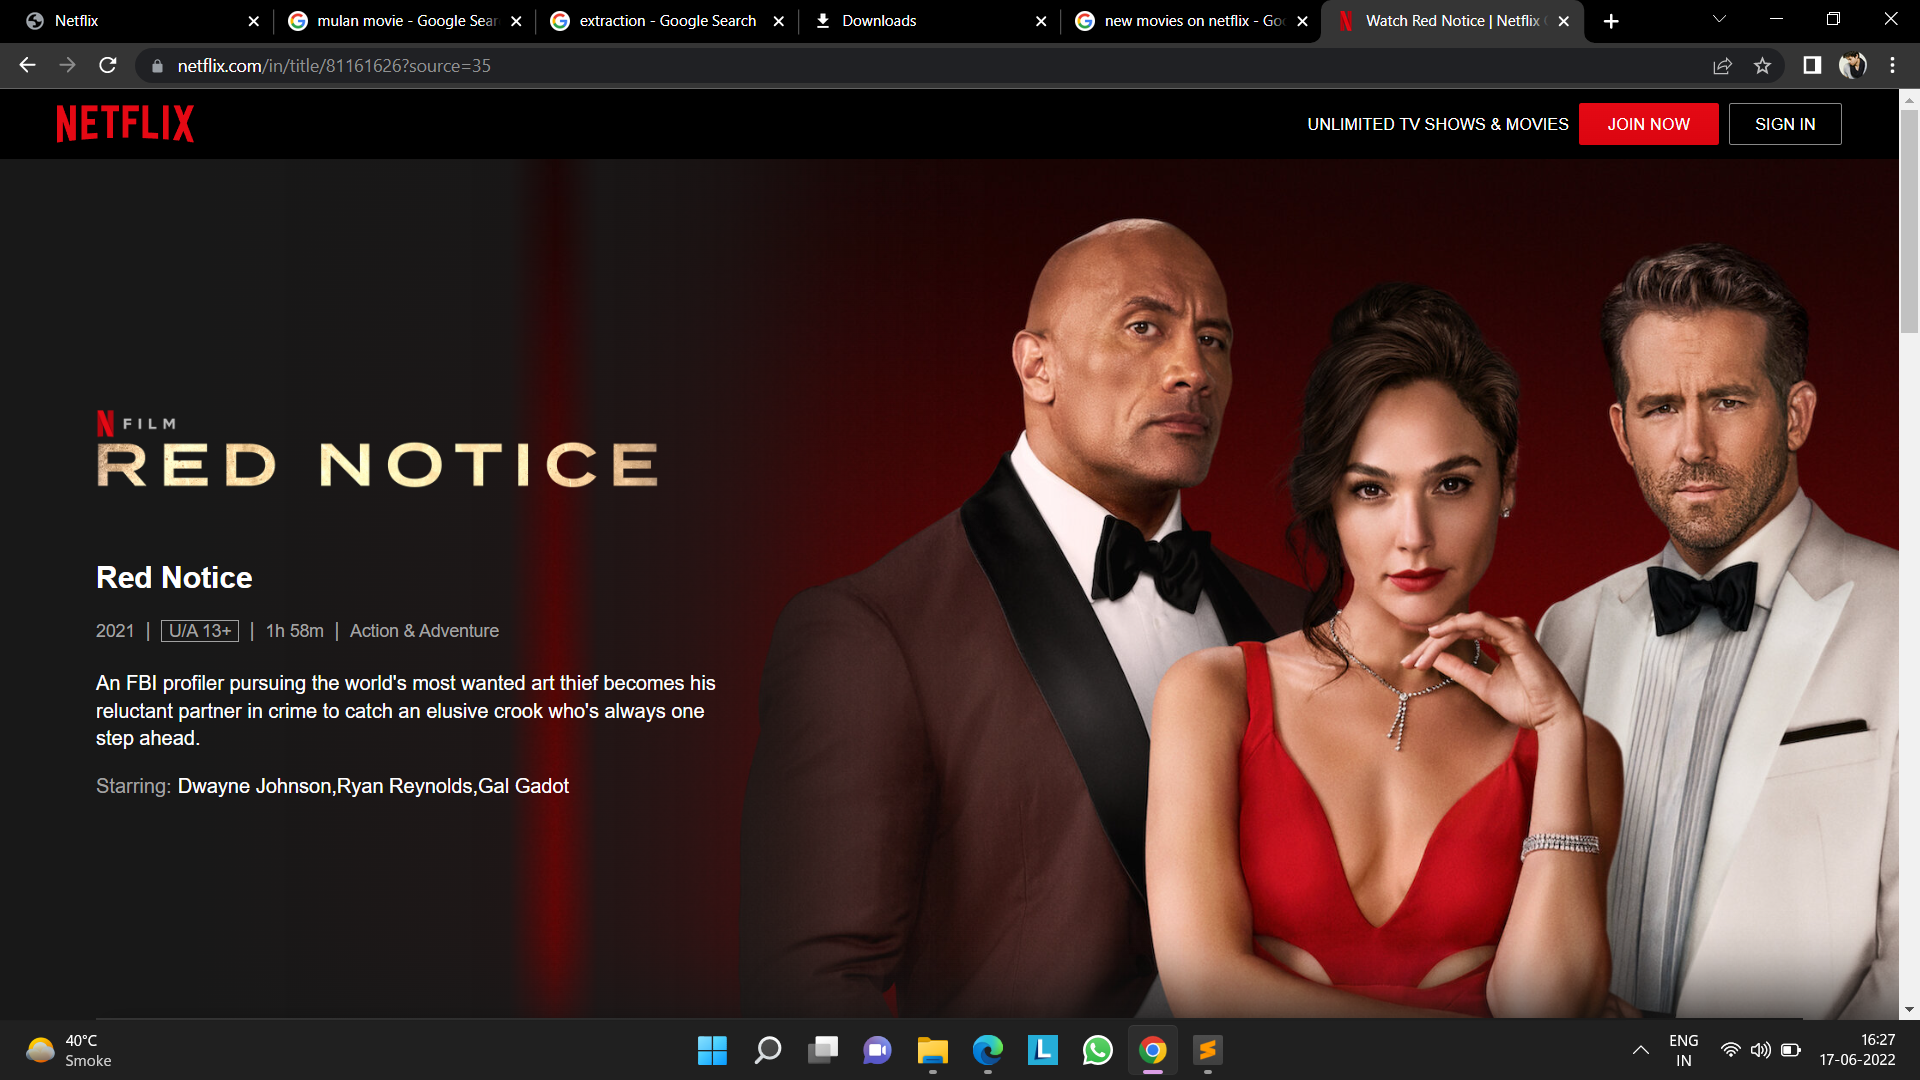 Netflix
mulan movie - Google Sear
extraction - Google Search
Downloads
new movies on netflix - Goo
Watch Red Notice | Netflix
netflix.com/in/title/81161626?source=35
NETFLIX
UNLIMITED TV SHOWS & MOVIES
JOIN NOW
SIGN IN
N FILM
RED NOTICE
Red Notice
2021 | U/A 13+ | 1h 58m | Action & Adventure
An FBI profiler pursuing the world's most wanted art thief becomes his
reluctant partner in crime to catch an elusive crook who's always one
step ahead.
Starring: Dwayne Johnson,Ryan Reynolds,Gal Gadot
40°C
Smoke
L
ENG
IN
16:27
17-06-2022